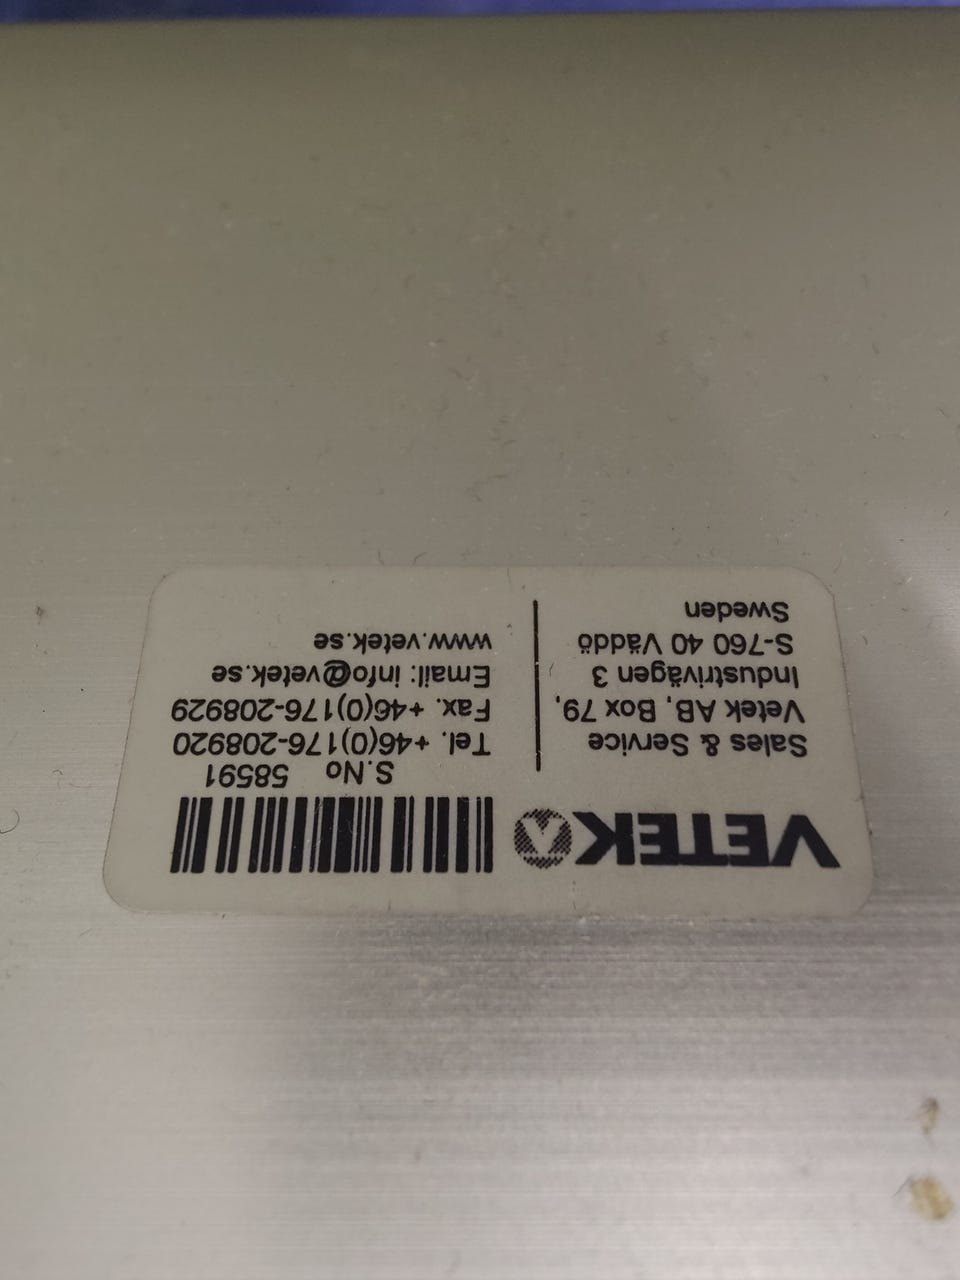 VETEK
S.No 58591
Sales & Service
Vetek AB, Box 79,
Industrivägen 3
S-760 40 Väddö
Sweden
Tel. +46(0)176-208920
Fax. +46(0)176-208929
Email: info@vetek.se
www.vetek.se